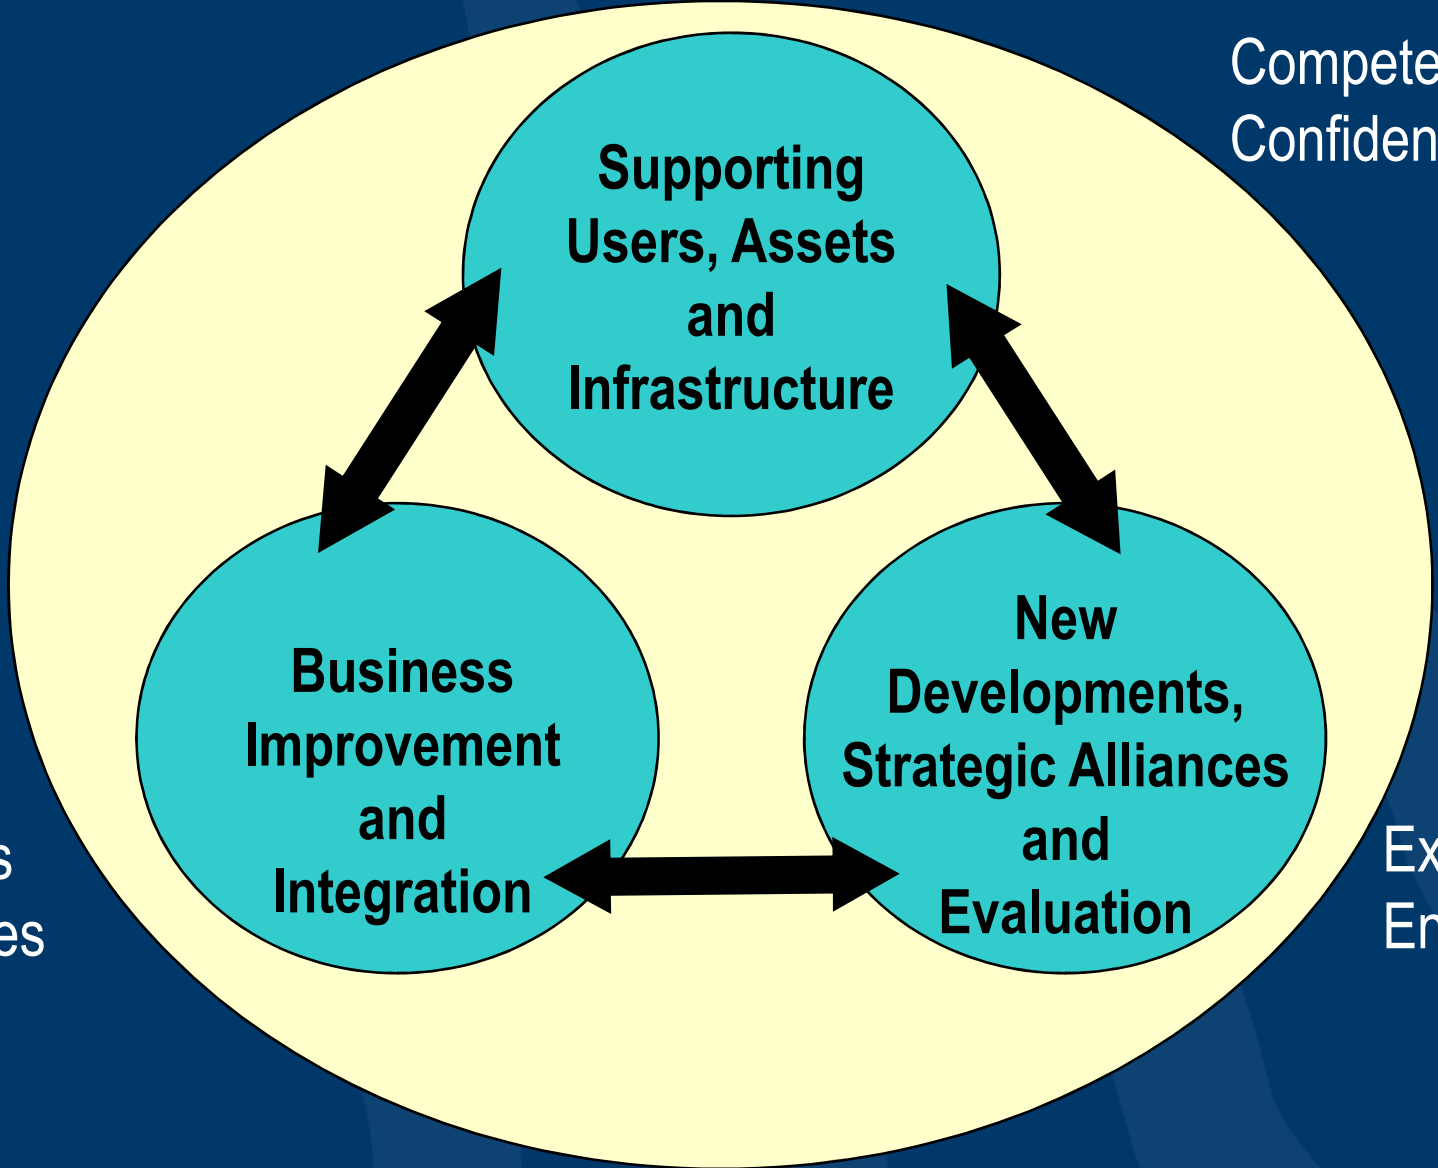 Supporting
Users, Assets
and
Infrastructure
Business
Improvement
and
Integration
New
Developments,
Strategic Alliances
and
Evaluation